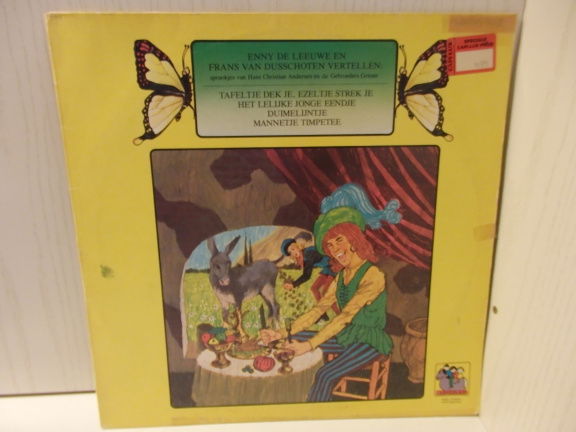 ENNY DE LEEUWE EN
FRANS VAN DUSSCHOTEN VERTELLEN:
sprookjes van Hans Christian Andersen en de Gebroeders Grimm
TAFELTJE DEK JE, EZELTJE STREK JE
HET LELIJKE JONGE EENDJE
DUIMELIJNTJE
MANNETJE TIMPETEE
SPECIALE